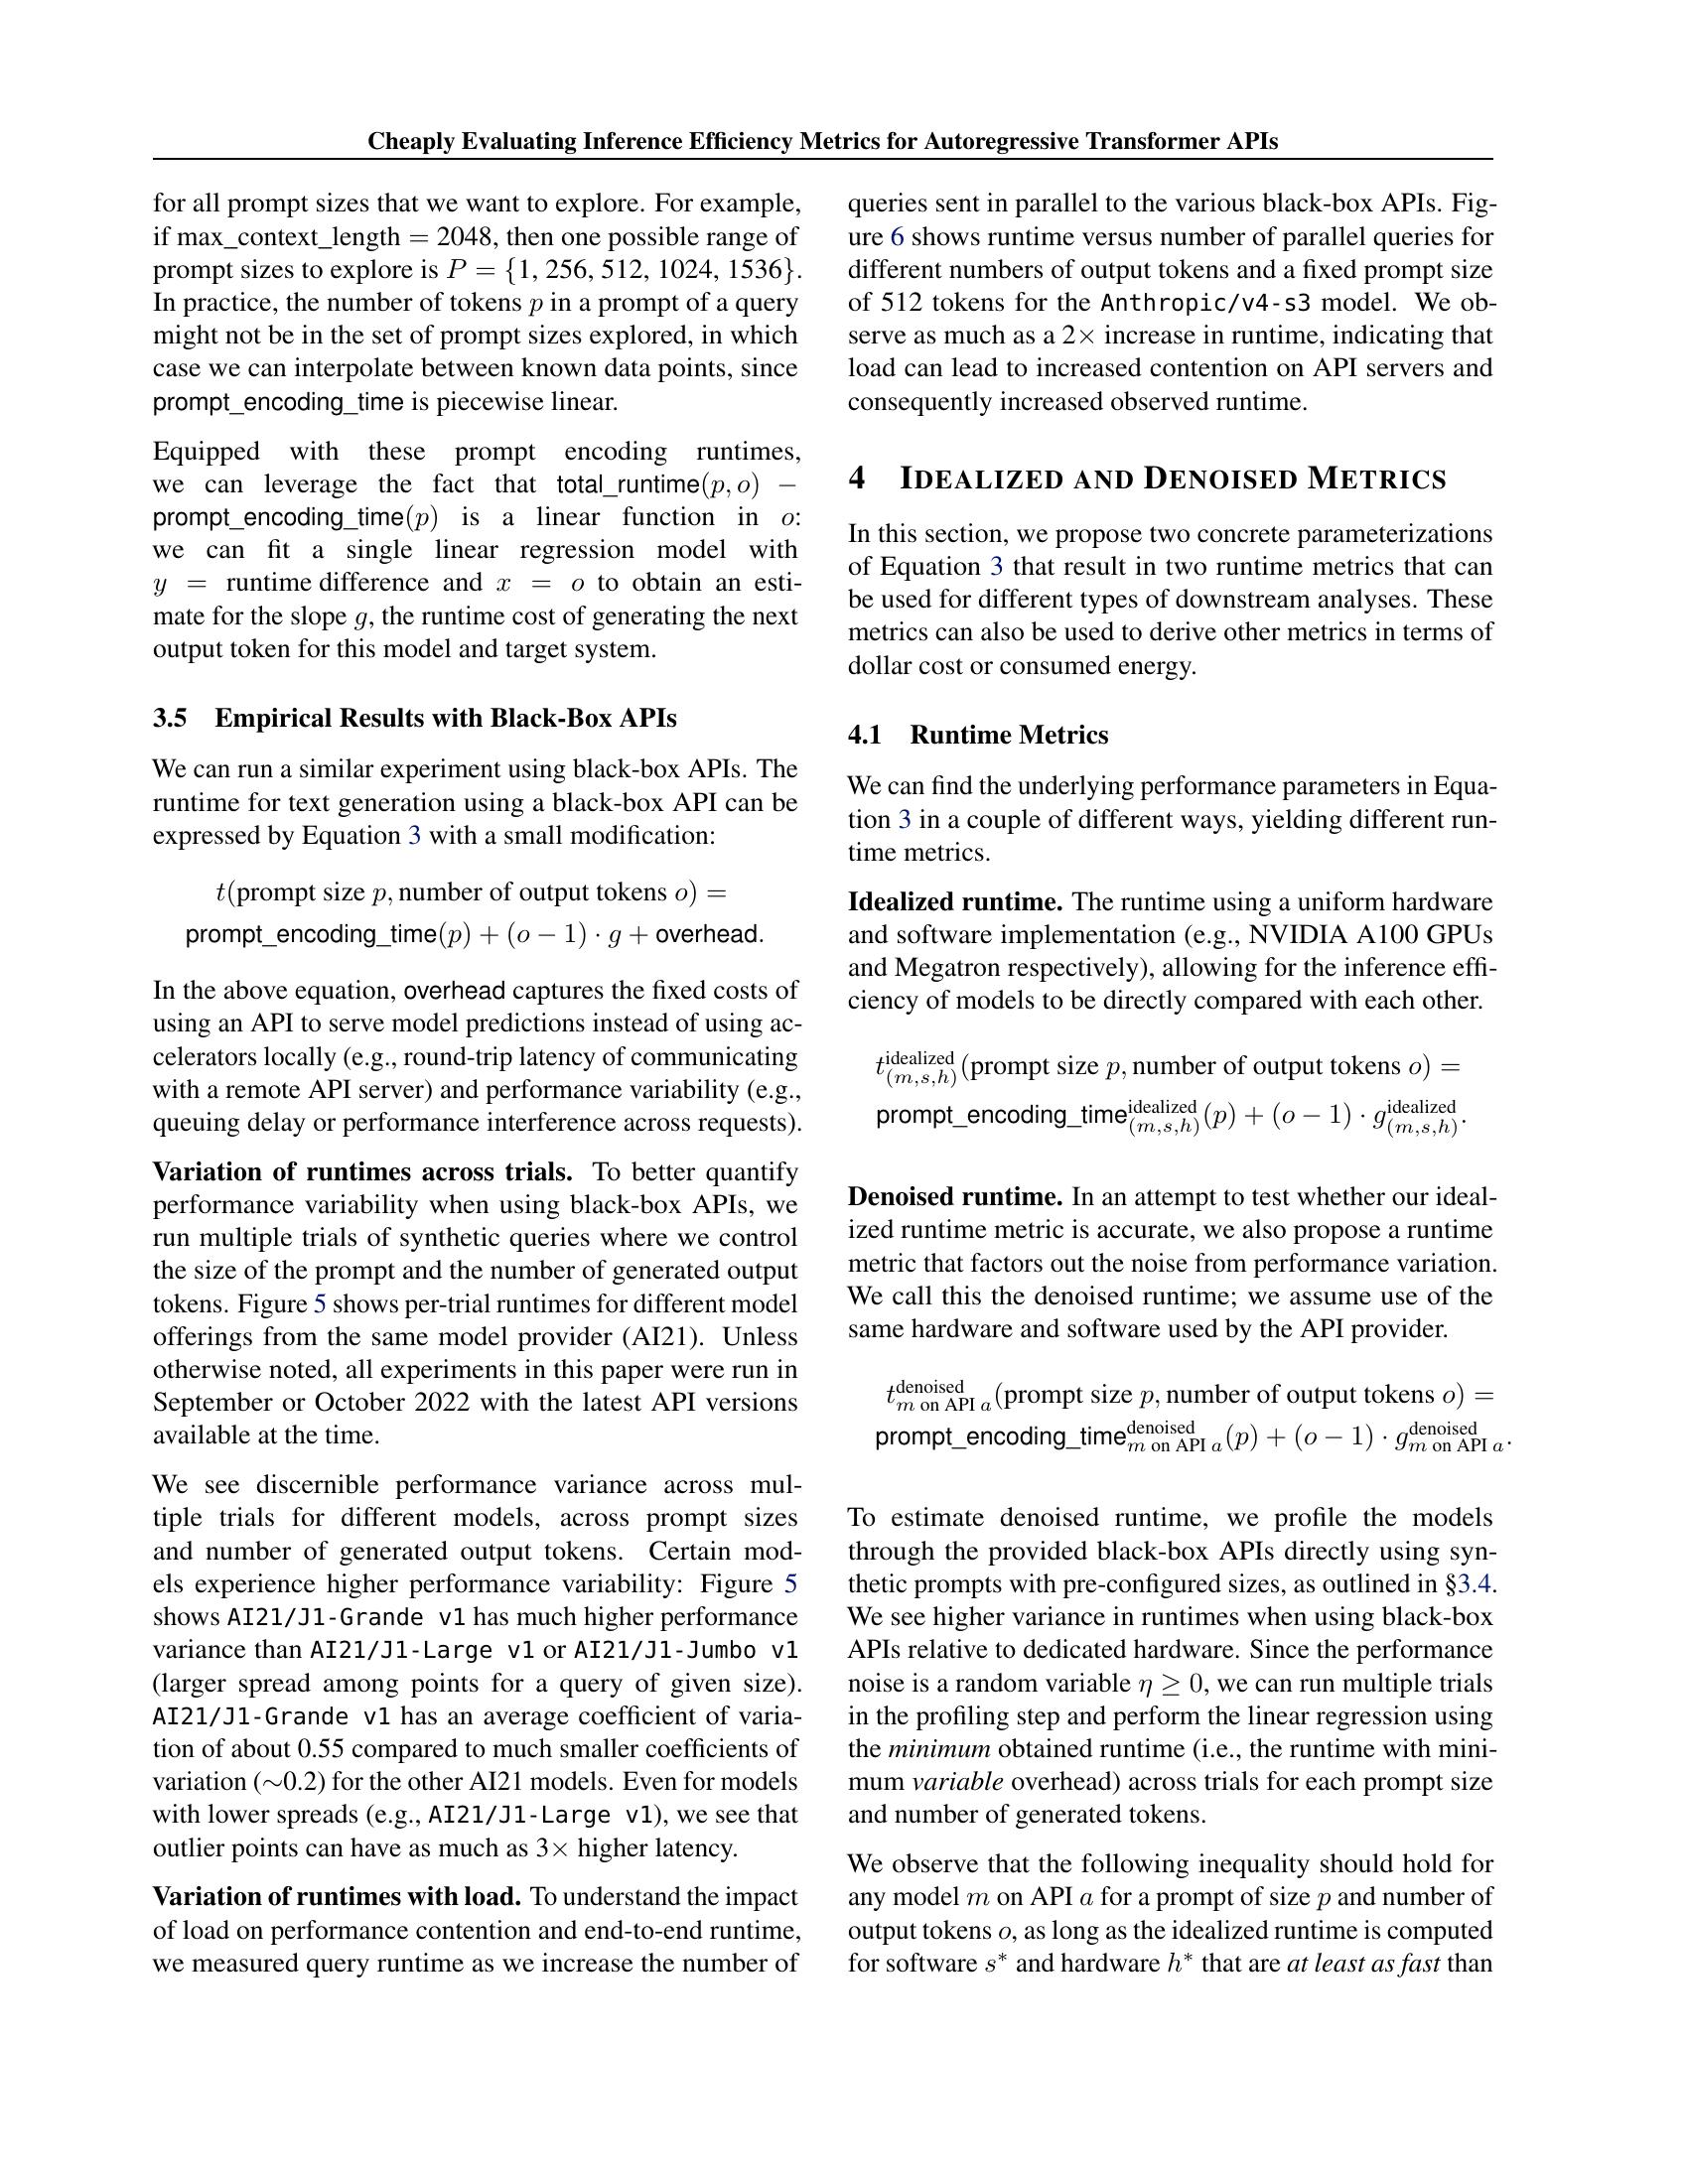 Cheaply Evaluating Inference Efficiency Metrics for Autoregressive Transformer APIs
for all prompt sizes that we want to explore. For example,
if max_context_length = 2048, then one possible range of
prompt sizes to explore is P = {1, 256, 512, 1024, 1536}.
In practice, the number of tokens p in a prompt of a query
might not be in the set of prompt sizes explored, in which
case we can interpolate between known data points, since
prompt_encoding_time is piecewise linear.
Equipped with these prompt encoding runtimes,
we can leverage the fact that total_runtime(p, o) −
prompt_encoding_time(p) is a linear function in o:
we can fit a single linear regression model with
y = runtime difference and x = o to obtain an esti-
mate for the slope g, the runtime cost of generating the next
output token for this model and target system.
3.5 Empirical Results with Black-Box APIs
We can run a similar experiment using black-box APIs. The
runtime for text generation using a black-box API can be
expressed by Equation 3 with a small modification:
t(prompt size p, number of output tokens o) =
prompt_encoding_time(p) + (o − 1) · g + overhead.
In the above equation, overhead captures the fixed costs of
using an API to serve model predictions instead of using ac-
celerators locally (e.g., round-trip latency of communicating
with a remote API server) and performance variability (e.g.,
queuing delay or performance interference across requests).
Variation of runtimes across trials. To better quantify
performance variability when using black-box APIs, we
run multiple trials of synthetic queries where we control
the size of the prompt and the number of generated output
tokens. Figure 5 shows per-trial runtimes for different model
offerings from the same model provider (AI21). Unless
otherwise noted, all experiments in this paper were run in
September or October 2022 with the latest API versions
available at the time.
We see discernible performance variance across mul-
tiple trials for different models, across prompt sizes
and number of generated output tokens. Certain mod-
els experience higher performance variability: Figure 5
shows AI21/J1-Grande v1 has much higher performance
variance than AI21/J1-Large v1 or AI21/J1-Jumbo v1
(larger spread among points for a query of given size).
AI21/J1-Grande v1 has an average coefficient of varia-
tion of about 0.55 compared to much smaller coefficients of
variation (∼0.2) for the other AI21 models. Even for models
with lower spreads (e.g., AI21/J1-Large v1), we see that
outlier points can have as much as 3× higher latency.
Variation of runtimes with load. To understand the impact
of load on performance contention and end-to-end runtime,
we measured query runtime as we increase the number of
queries sent in parallel to the various black-box APIs. Fig-
ure 6 shows runtime versus number of parallel queries for
different numbers of output tokens and a fixed prompt size
of 512 tokens for the Anthropic/v4-s3 model. We ob-
serve as much as a 2× increase in runtime, indicating that
load can lead to increased contention on API servers and
consequently increased observed runtime.
4 IDEALIZED AND DENOISED METRICS
In this section, we propose two concrete parameterizations
of Equation 3 that result in two runtime metrics that can
be used for different types of downstream analyses. These
metrics can also be used to derive other metrics in terms of
dollar cost or consumed energy.
4.1 Runtime Metrics
We can find the underlying performance parameters in Equa-
tion 3 in a couple of different ways, yielding different run-
time metrics.
Idealized runtime. The runtime using a uniform hardware
and software implementation (e.g., NVIDIA A100 GPUs
and Megatron respectively), allowing for the inference effi-
ciency of models to be directly compared with each other.
t^{idealized}_{(m,s,h)}(prompt size p, number of output tokens o) =
prompt_encoding_time^{idealized}_{(m,s,h)}(p) + (o − 1) · g^{idealized}_{(m,s,h)}.
Denoised runtime. In an attempt to test whether our ideal-
ized runtime metric is accurate, we also propose a runtime
metric that factors out the noise from performance variation.
We call this the denoised runtime; we assume use of the
same hardware and software used by the API provider.
t^{denoised}_{m on API a}(prompt size p, number of output tokens o) =
prompt_encoding_time^{denoised}_{m on API a}(p) + (o − 1) · g^{denoised}_{m on API a}.
To estimate denoised runtime, we profile the models
through the provided black-box APIs directly using syn-
thetic prompts with pre-configured sizes, as outlined in §3.4.
We see higher variance in runtimes when using black-box
APIs relative to dedicated hardware. Since the performance
noise is a random variable η ≥ 0, we can run multiple trials
in the profiling step and perform the linear regression using
the minimum obtained runtime (i.e., the runtime with mini-
mum variable overhead) across trials for each prompt size
and number of generated tokens.
We observe that the following inequality should hold for
any model m on API a for a prompt of size p and number of
output tokens o, as long as the idealized runtime is computed
for software s* and hardware h* that are at least as fast than